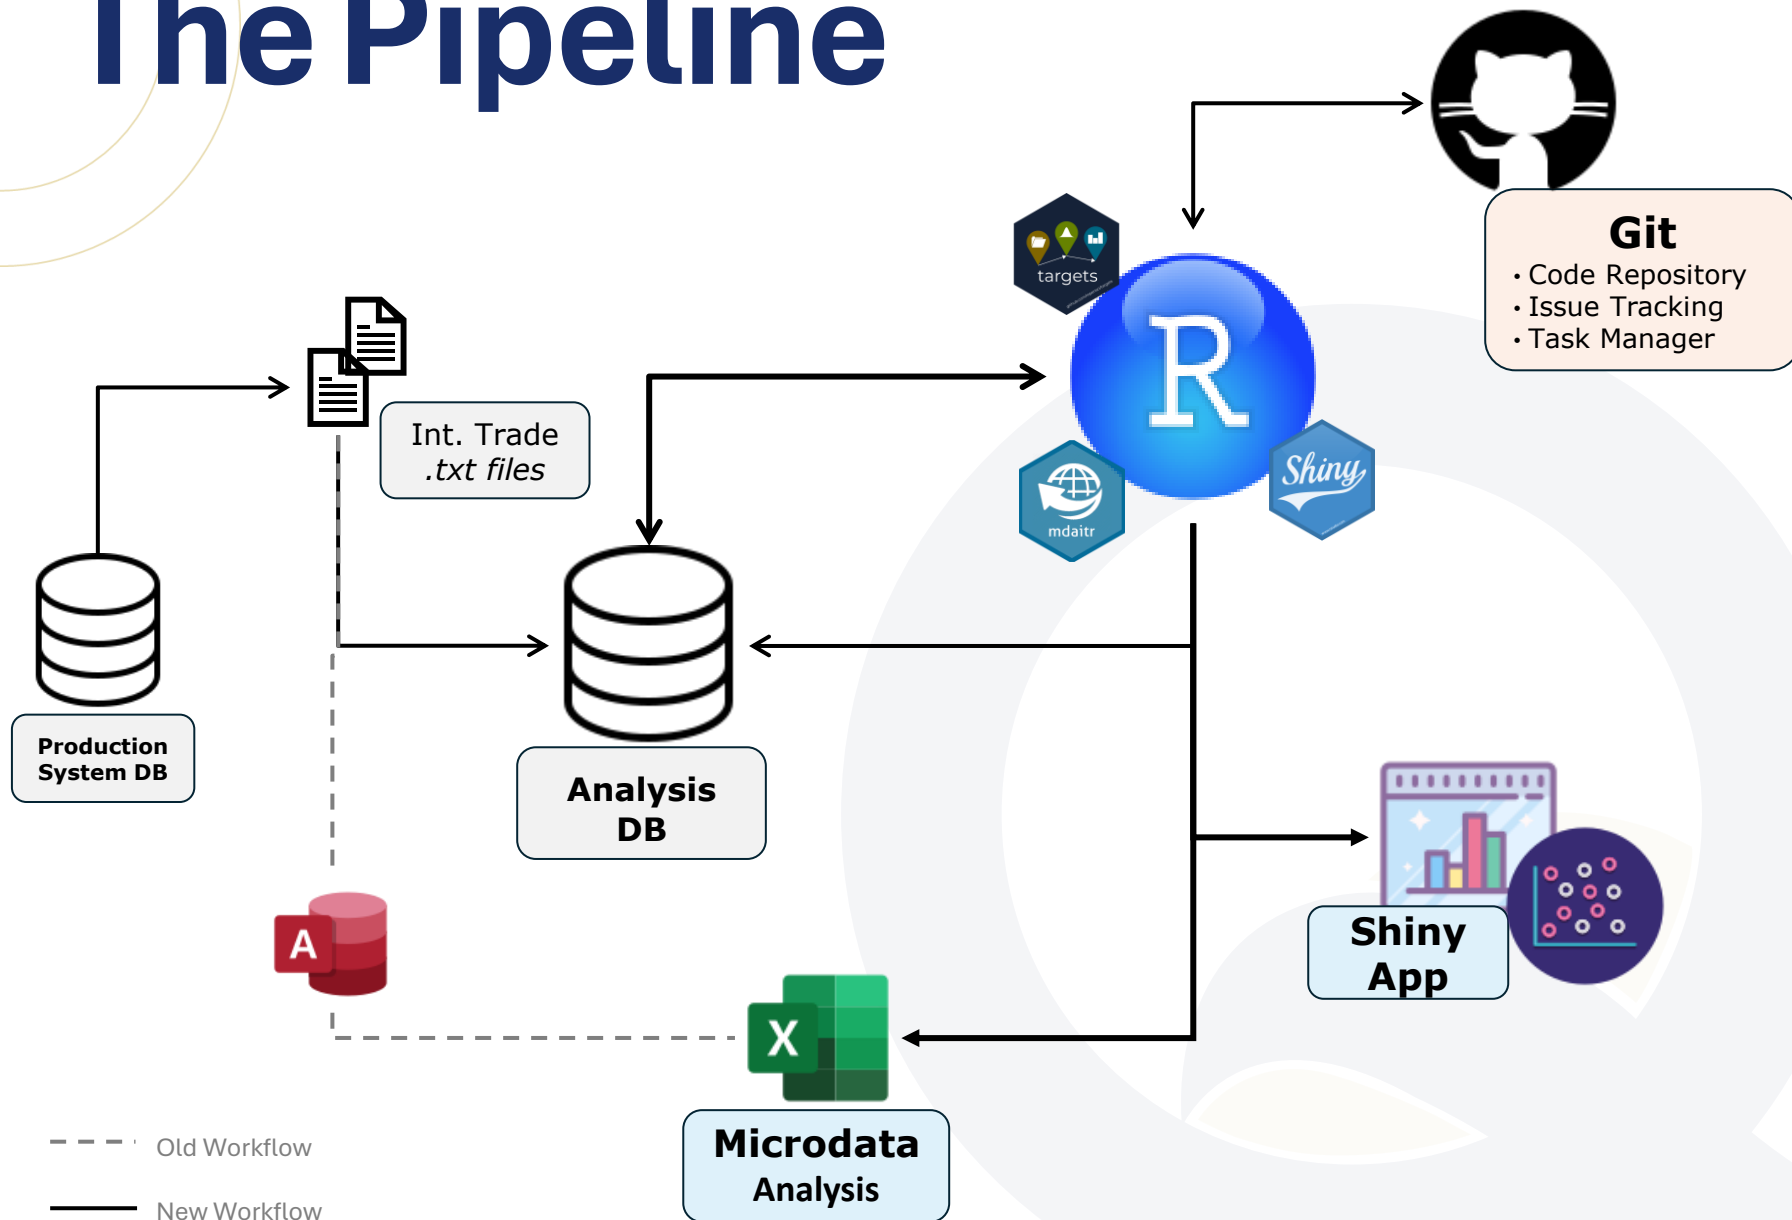 The Pipeline
Git
• Code Repository
• Issue Tracking
• Task Manager
targets
R
Int. Trade
.txt files
Shiny
mdaitr
Production
System DB
Analysis
DB
A
Shiny
App
X
Microdata
Analysis
Old Workflow
New Workflow